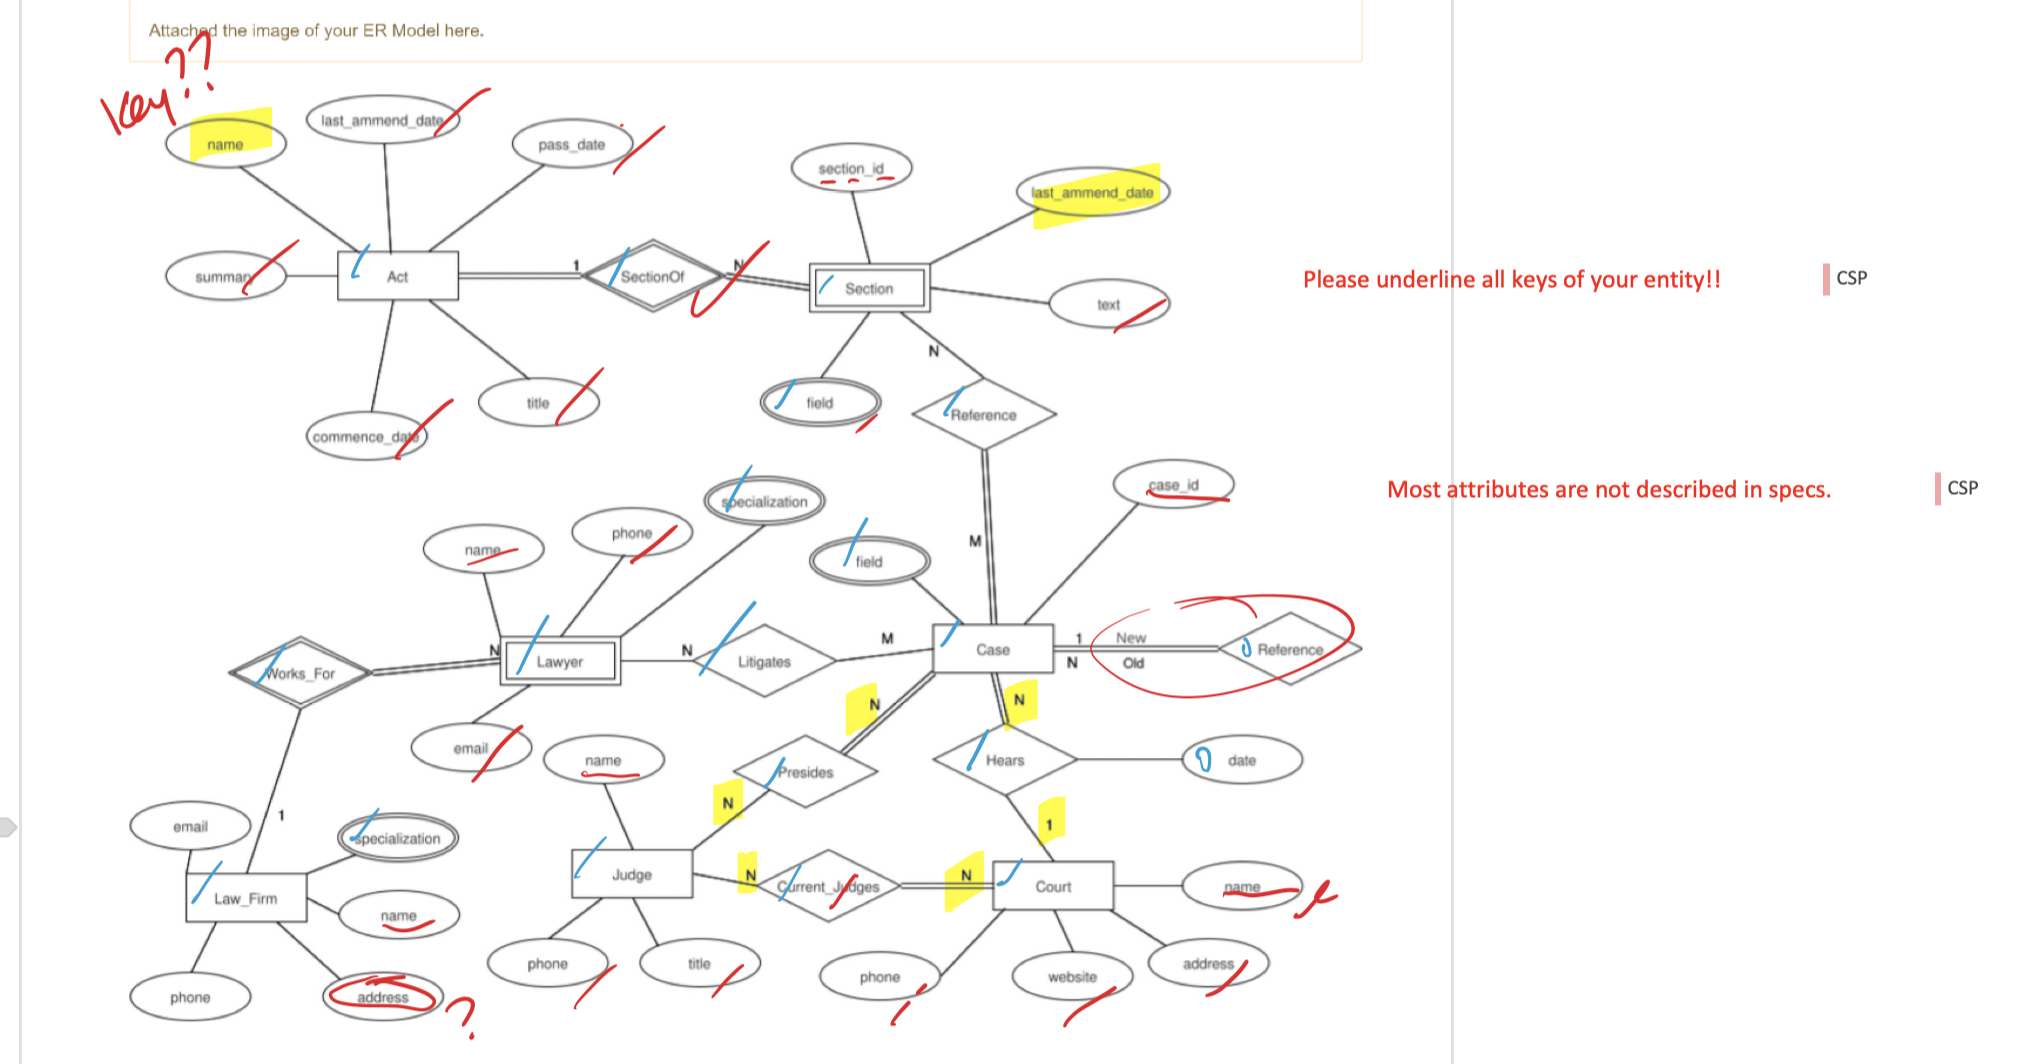 Attached the image of your ER Model here.
Key??
name
last_ammend_date
pass_date
section_id
last_ammend_date
summary
Act
1
SectionOf
N
Section
text
Please underline all keys of your entity!!
CSP
N
commence_date
title
field
Reference
specialization
case_id
Most attributes are not described in specs.
CSP
name
phone
field
M
Works_For
N
Lawyer
N
Litigates
M
Case
1
New
N
Old
Reference
email
name
N
Presides
N
Hears
date
N
1
email
1
specialization
Law_Firm
name
Judge
N
Current_Judges
N
Court
name
phone
address
?
phone
title
phone
website
address